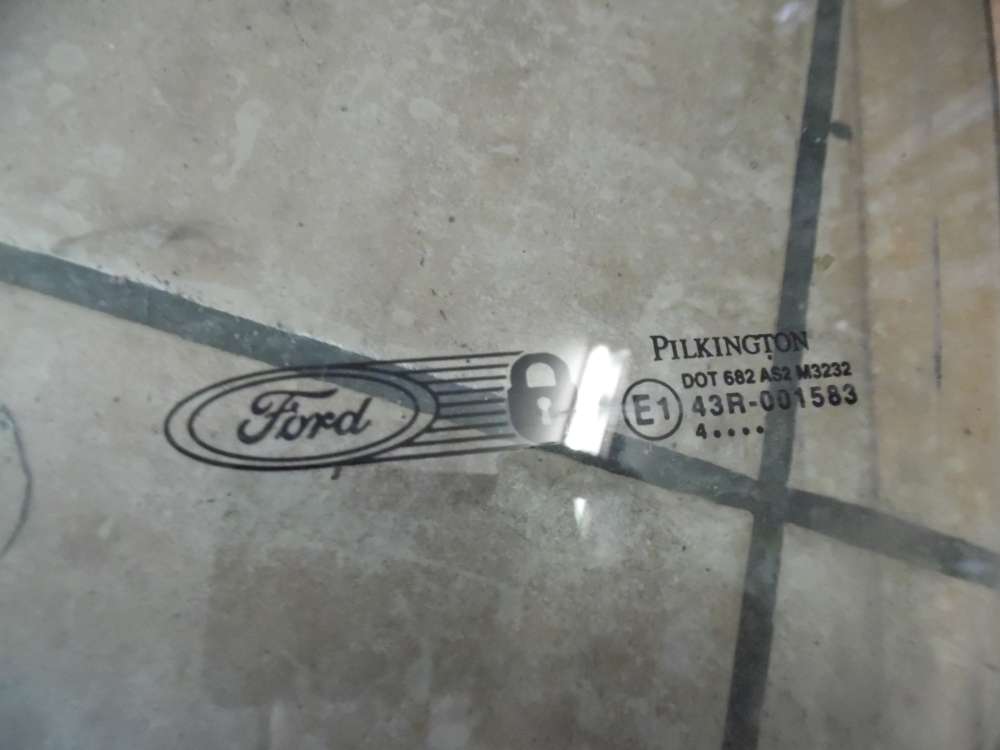 Ford
PILKINGTON
DOT 682 AS2 M3232
E1 43R-001583
4....